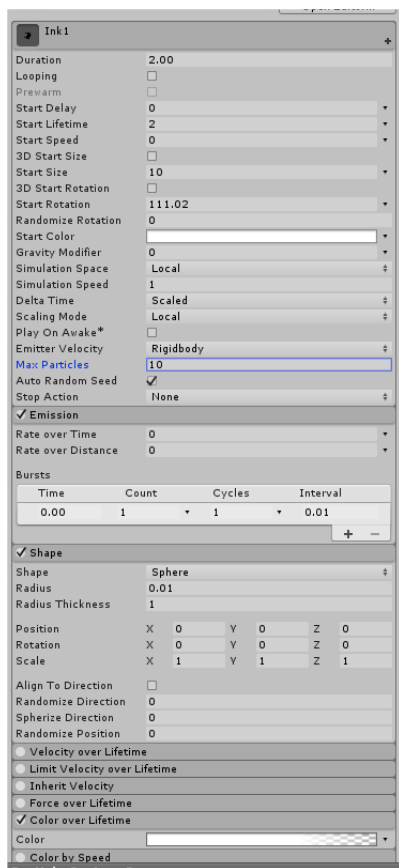 Ink1
Duration 2.00
Looping
Prewarm
Start Delay 0
Start Lifetime 2
Start Speed 0
3D Start Size
Start Size 10
3D Start Rotation
Start Rotation 111.02
Randomize Rotation 0
Start Color
Gravity Modifier 0
Simulation Space Local
Simulation Speed 1
Delta Time Scaled
Scaling Mode Local
Play On Awake*
Emitter Velocity Rigidbody
Max Particles 10
Auto Random Seed
Stop Action None
Emission
Rate over Time 0
Rate over Distance 0
Bursts
Time Count Cycles Interval
0.00 1 1 0.01
Shape
Shape Sphere
Radius 0.01
Radius Thickness 1
Position X 0 Y 0 Z 0
Rotation X 0 Y 0 Z 0
Scale X 1 Y 1 Z 1
Align To Direction
Randomize Direction 0
Spherize Direction 0
Randomize Position 0
Velocity over Lifetime
Limit Velocity over Lifetime
Inherit Velocity
Force over Lifetime
Color over Lifetime
Color
Color by Speed